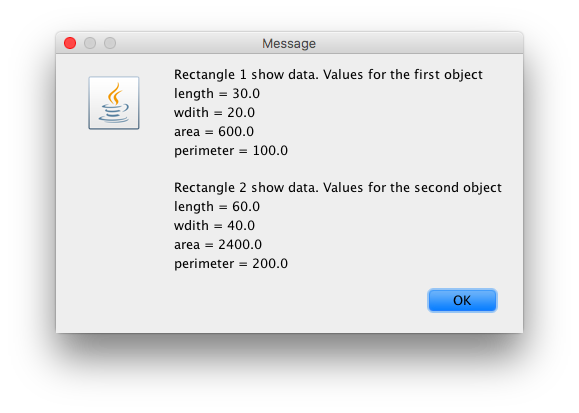 Message
Rectangle 1 show data. Values for the first object
length = 30.0
wdith = 20.0
area = 600.0
perimeter = 100.0
Rectangle 2 show data. Values for the second object
length = 60.0
wdith = 40.0
area = 2400.0
perimeter = 200.0
OK